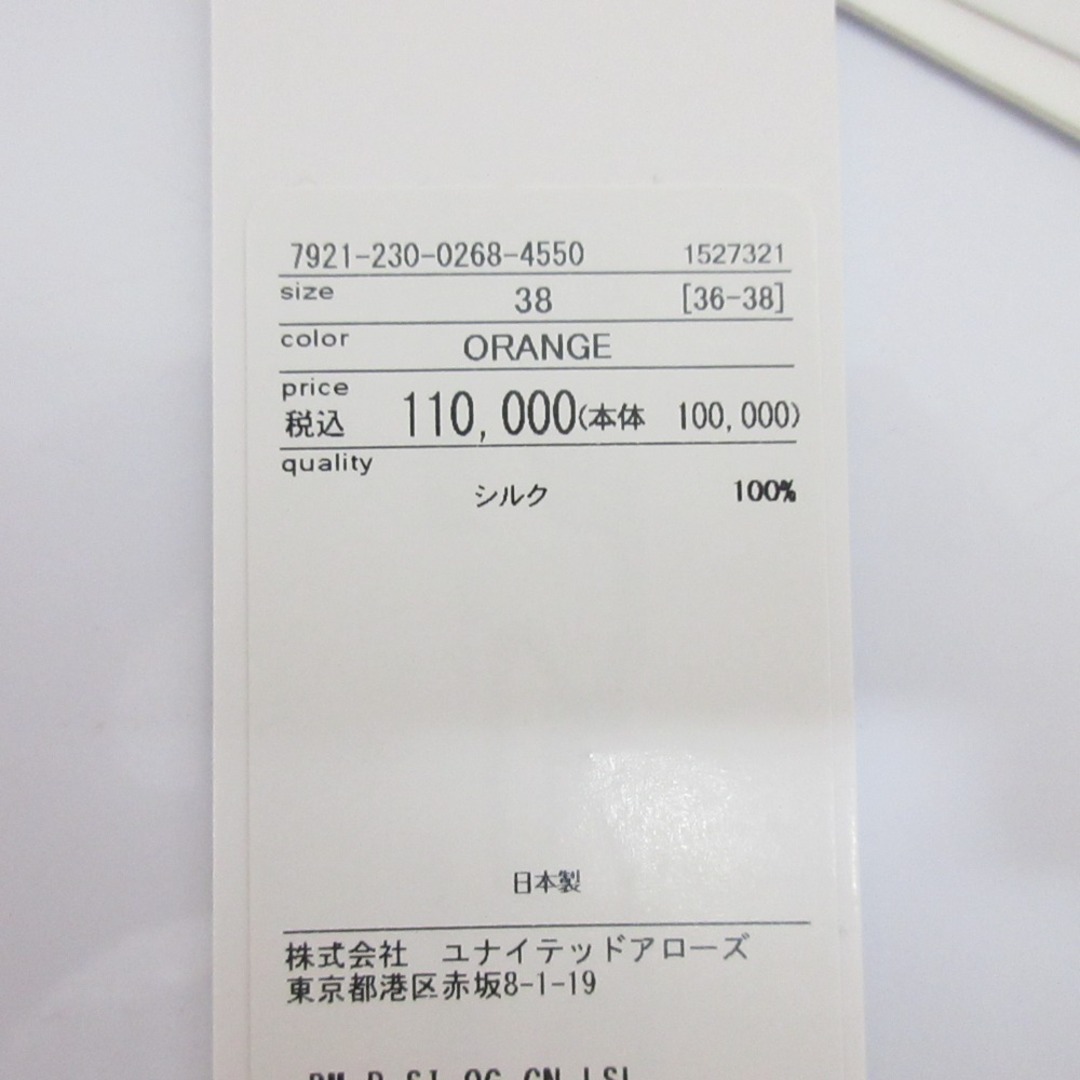 7921-230-0268-4550 1527321
size 38 [36-38]
color ORANGE
price
税込 110,000(本体 100,000)
quality
シルク 100%
日本製
株式会社 ユナイテッドアローズ
東京都港区赤坂8-1-19